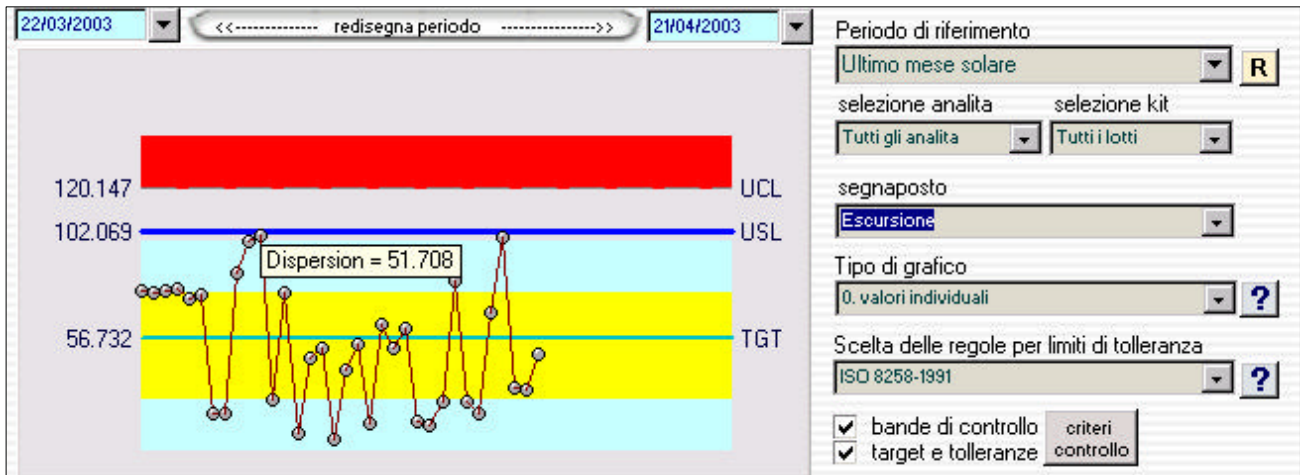 22/03/2003 <<-------------- redisegna periodo ---------------->> 21/04/2003
120.147 UCL
102.069 USL
Dispersion = 51.708
56.732 TGT
Periodo di riferimento
Ultimo mese solare R
selezione analita selezione kit
Tutti gli analita Tutti i lotti
segnaposto
Escursione
Tipo di grafico
0. valori individuali ?
Scelta delle regole per limiti di tolleranza
ISO 8258-1991 ?
bande di controllo
target e tolleranze
criteri
controllo